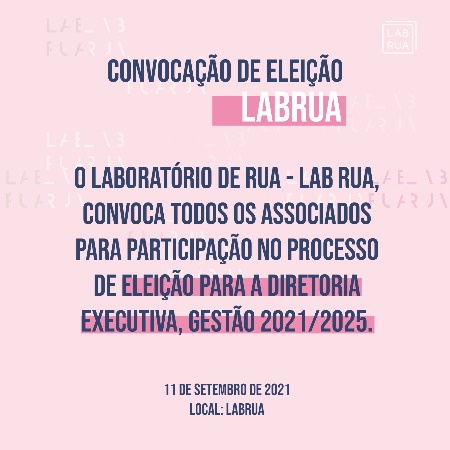 LAB
RUA
CONVOCAÇÃO DE ELEIÇÃO
LABRUA
O LABORATÓRIO DE RUA - LAB RUA,
CONVOCA TODOS OS ASSOCIADOS
PARA PARTICIPAÇÃO NO PROCESSO
DE ELEIÇÃO PARA A DIRETORIA
EXECUTIVA, GESTÃO 2021/2025.
11 DE SETEMBRO DE 2021
LOCAL: LABRUA